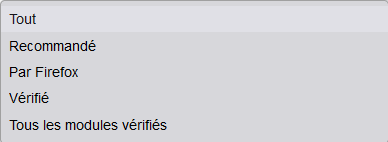 Tout
Recommandé
Par Firefox
Vérifié
Tous les modules vérifiés